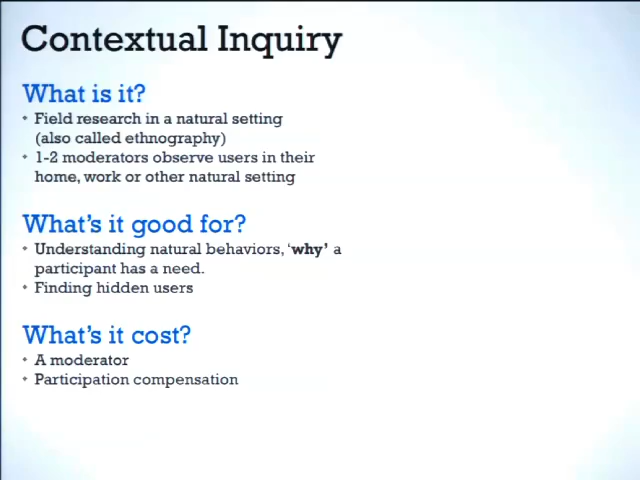 Contextual Inquiry
What is it?
• Field research in a natural setting
(also called ethnography)
• 1-2 moderators observe users in their
home, work or other natural setting
What's it good for?
• Understanding natural behaviors, ‘why’ a
participant has a need.
• Finding hidden users
What's it cost?
• A moderator
• Participation compensation